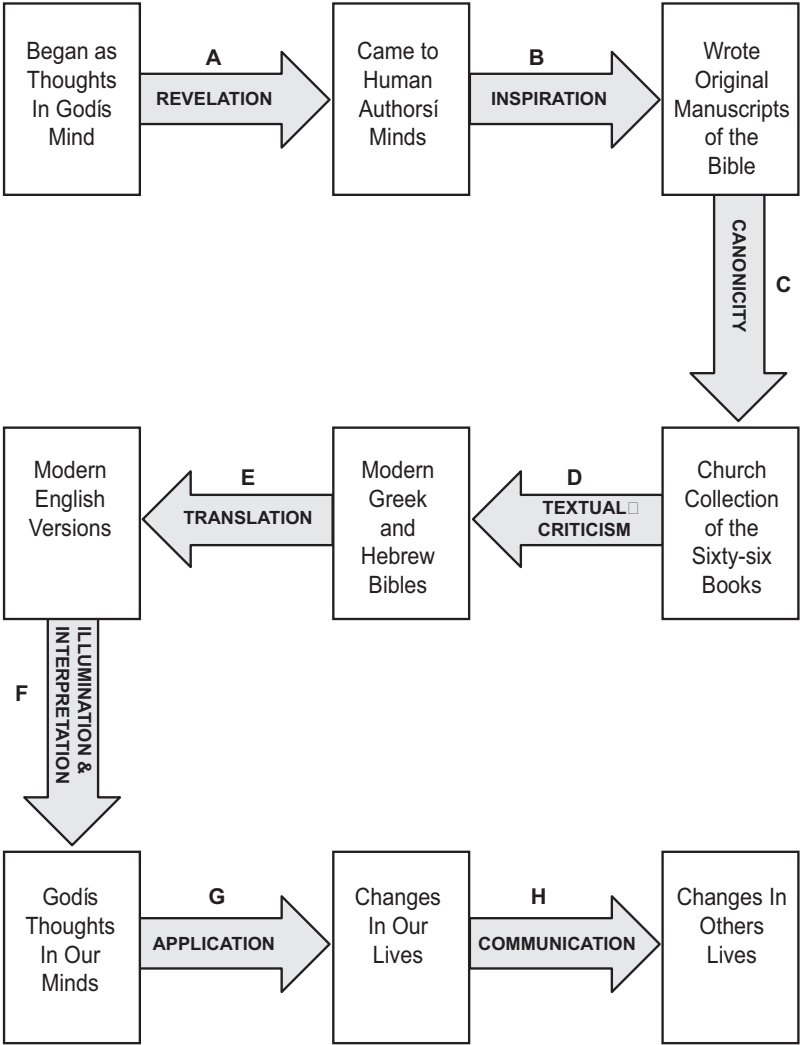 Began as
Thoughts
In Godís
Mind
A
REVELATION
Came to
Human
Authorsí
Minds
B
INSPIRATION
Wrote
Original
Manuscripts
of the
Bible
CANONICITY
C
Church
Collection
of the
Sixty-six
Books
D
TEXTUAL□
CRITICISM
Modern
Greek
and
Hebrew
Bibles
E
TRANSLATION
Modern
English
Versions
F
ILLUMINATION &
INTERPRETATION
Godís
Thoughts
In Our
Minds
G
APPLICATION
Changes
In Our
Lives
H
COMMUNICATION
Changes In
Others
Lives